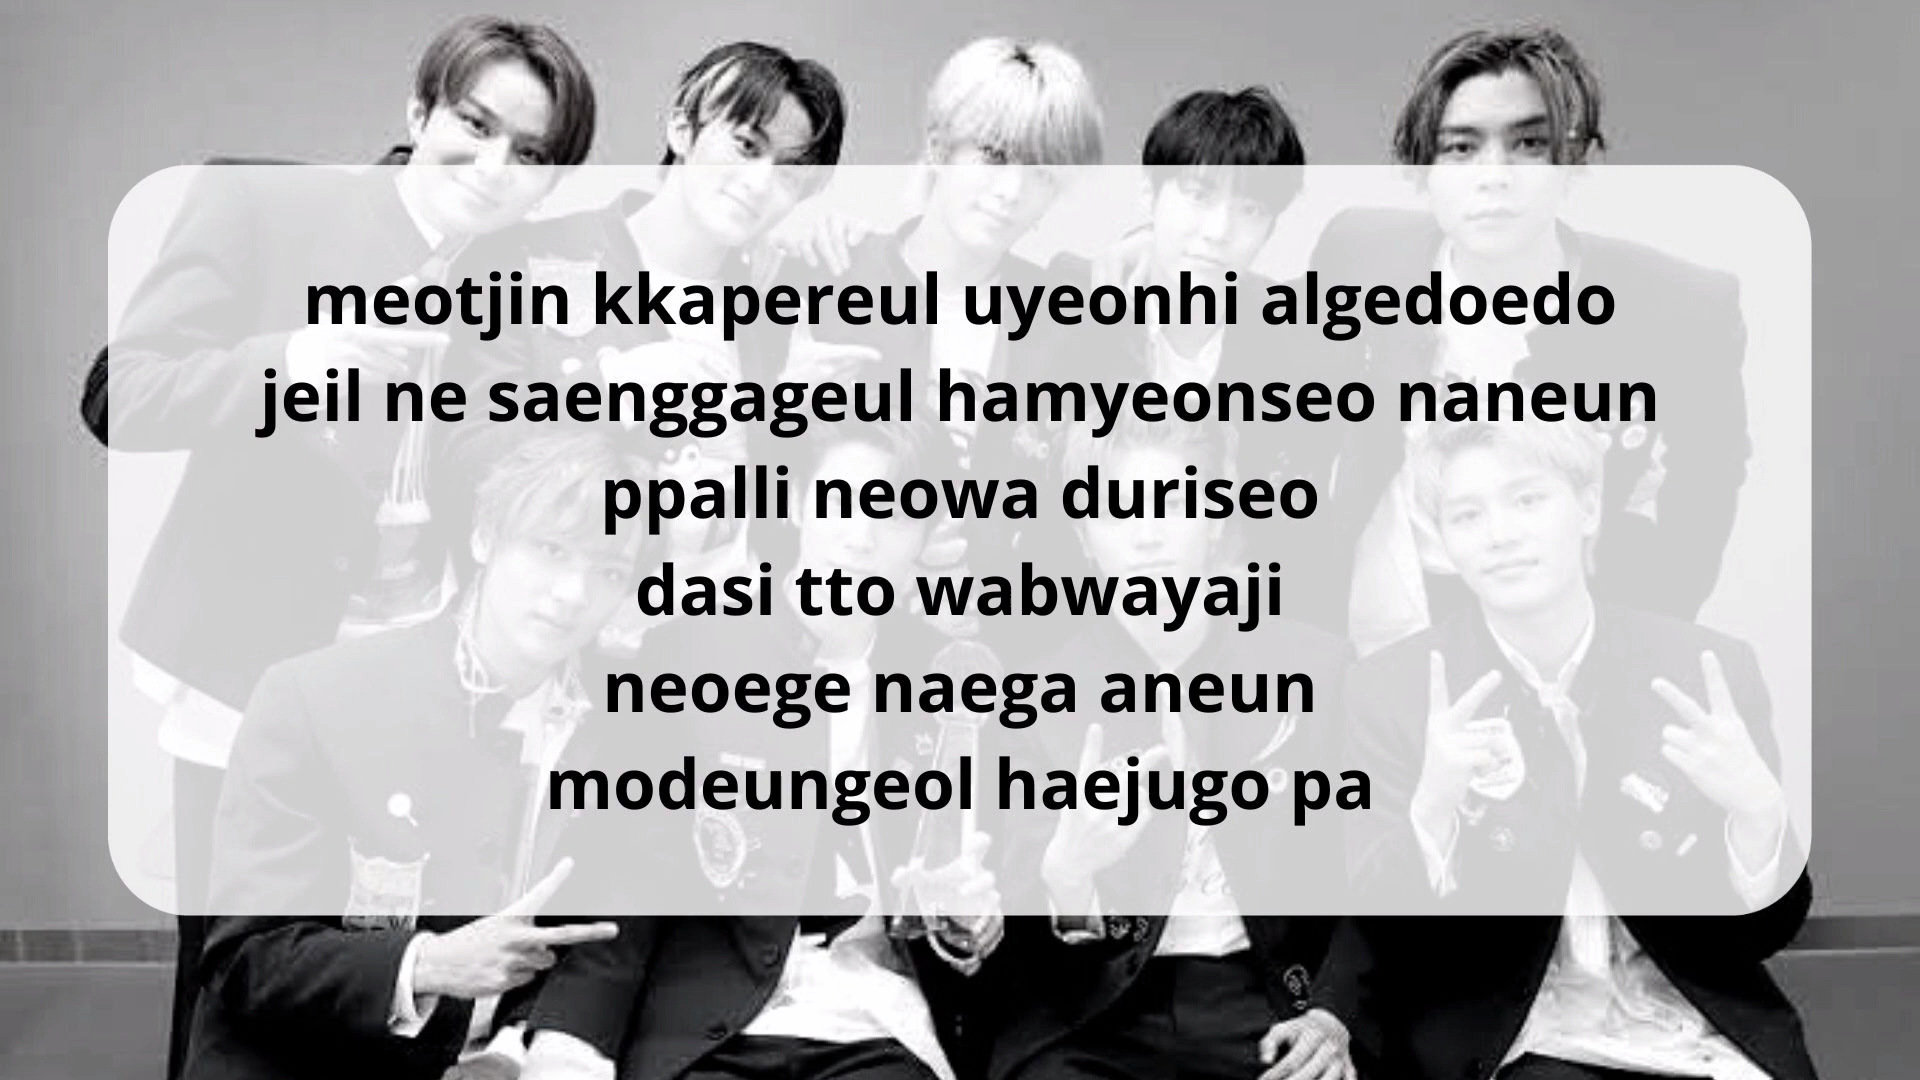 meotjin kkapereul uyeonhi algedoedo
jeil ne saenggageul hamyeonseo naneun
ppalli neowa duriseo
dasi tto wabwayaji
neoege naega aneun
modeungeol haejugo pa